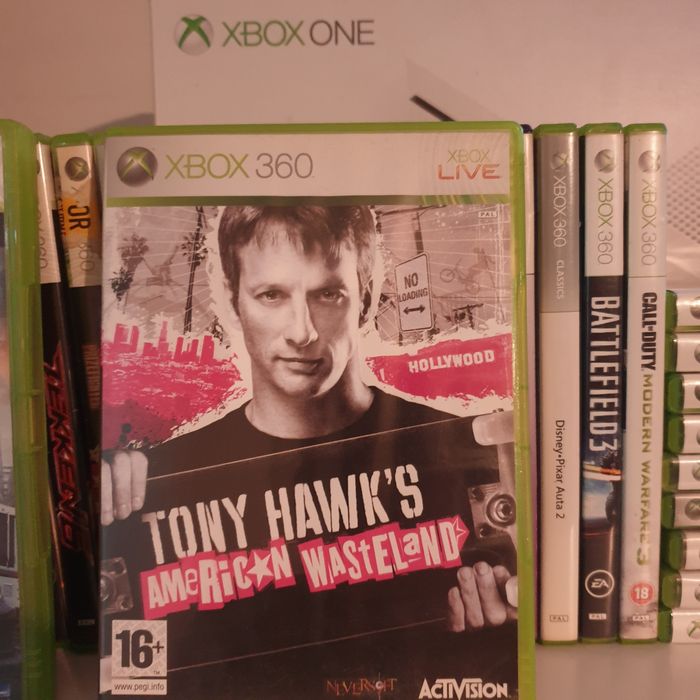 XBOX ONE
XBOX 360
XBOX
LIVE
PAL
NO
LOADING
HOLLYWOOD
TONY HAWK'S
AMERICAN WASTELAND
16+
www.pegi.info
NEVERSOFT
ACTIVISION
TEKKEN 6
OR
360
XBOX 360
CLASSICS
Disney•Pixar Auta 2
PAL
XBOX 360
BATTLEFIELD 3
EA
PAL
XBOX 360
CALL OF DUTY
MODERN WARFARE 3
18
PAL